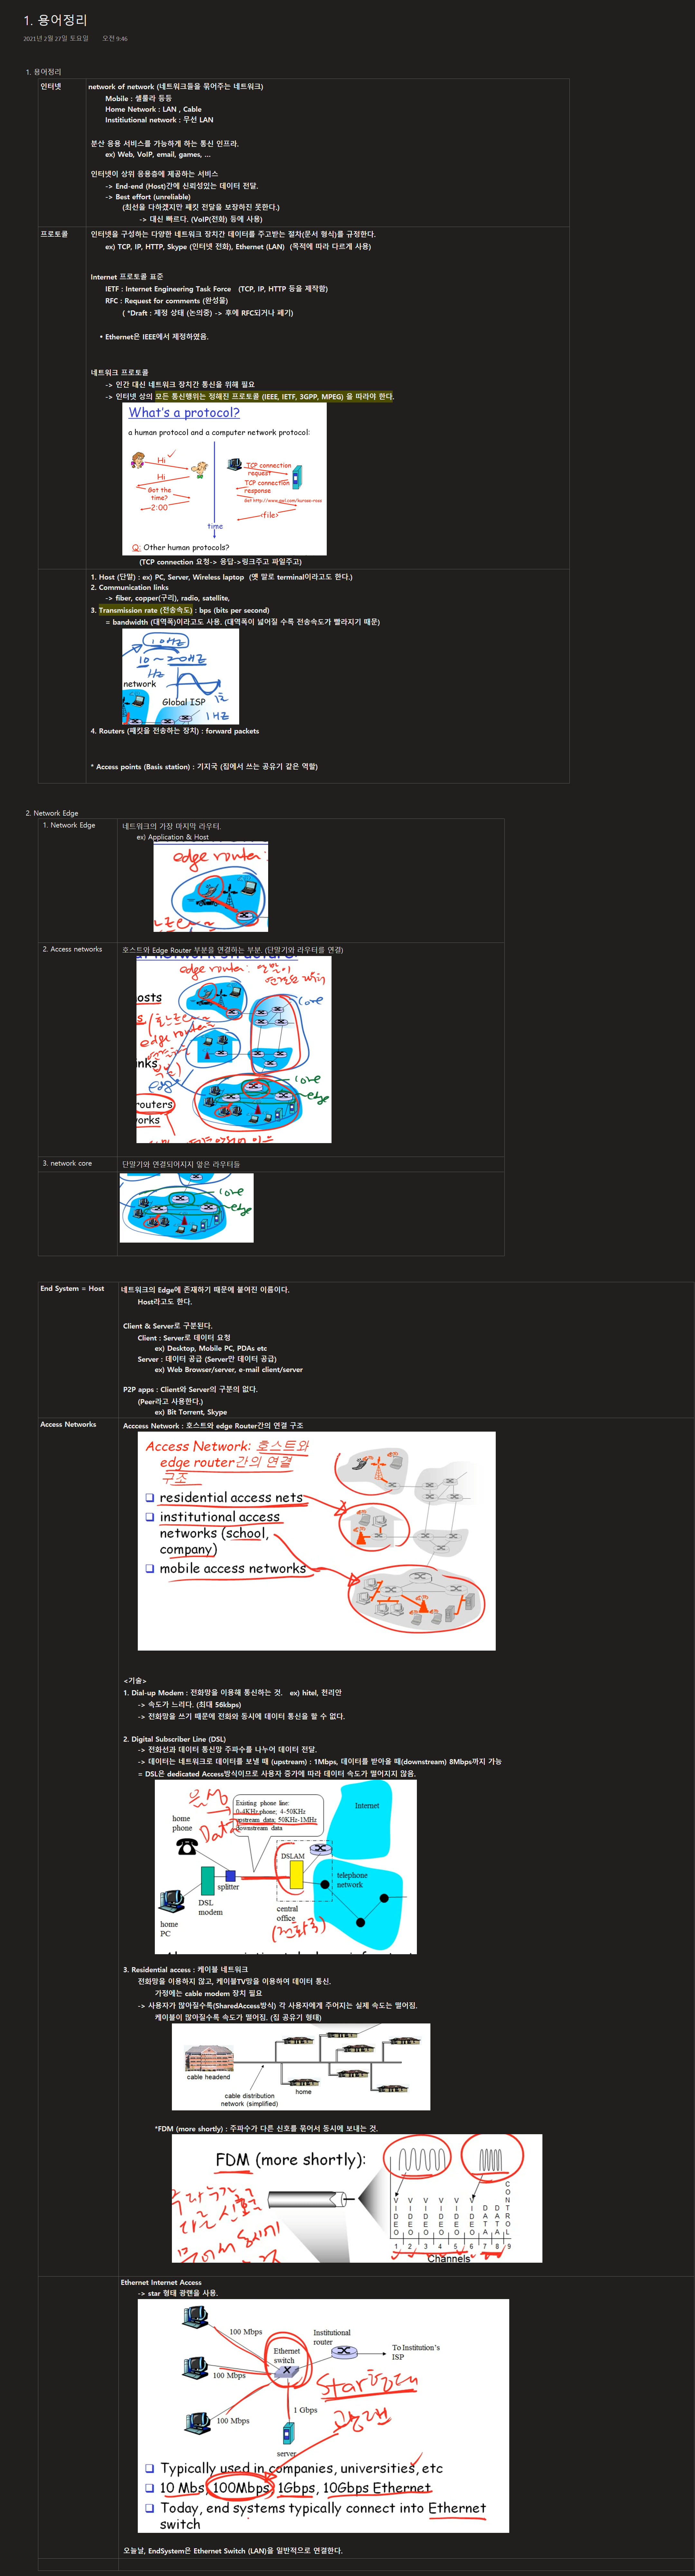 1. 용어정리
2021년 2월 27일 토요일 오전 9:46
1. 용어정리
인터넷
network of network (네트워크들을 묶어주는 네트워크)
Mobile : 셀룰라 등등
Home Network : LAN , Cable
Institiutional network : 무선 LAN
분산 응용 서비스를 가능하게 하는 통신 인프라.
ex) Web, VoIP, email, games, ...
인터넷이 상위 응용층에 제공하는 서비스
-> End-end (Host)간에 신뢰성있는 데이터 전달.
-> Best effort (unreliable)
(최선을 다하겠지만 패킷 전달을 보장하진 못한다.)
-> 대신 빠르다. (VoIP(전화) 등에 사용)
프로토콜
인터넷을 구성하는 다양한 네트워크 장치간 데이터를 주고받는 절차(문서 형식)를 규정한다.
ex) TCP, IP, HTTP, Skype (인터넷 전화), Ethernet (LAN) (목적에 따라 다르게 사용)
Internet 프로토콜 표준
IETF : Internet Engineering Task Force (TCP, IP, HTTP 등을 제작함)
RFC : Request for comments (완성물)
( *Draft : 제정 상태 (논의중) -> 후에 RFC되거나 폐기)
• Ethernet은 IEEE에서 제정하였음.
네트워크 프로토콜
-> 인간 대신 네트워크 장치간 통신을 위해 필요
-> 인터넷 상의 모든 통신행위는 정해진 프로토콜 (IEEE, IETF, 3GPP, MPEG) 을 따라야 한다.
What's a protocol?
a human protocol and a computer network protocol:
Hi
Hi
Got the time?
2:00
TCP connection request
TCP connection response
Get http://www.awl.com/kurose-ross
<file>
time
Q: Other human protocols?
(TCP connection 요청-> 응답->링크주고 파일주고)
1. Host (단말) : ex) PC, Server, Wireless laptop (옛 말로 terminal이라고도 한다.)
2. Communication links
-> fiber, copper(구리), radio, satellite,
3. Transmission rate (전송속도) : bps (bits per second)
= bandwidth (대역폭)이라고도 사용. (대역폭이 넓어질 수록 전송속도가 빨라지기 때문)
10Hz
10 ~ 20Hz
Hz
network
Global ISP
1초
1Hz
4. Routers (패킷을 전송하는 장치) : forward packets
* Access points (Basis station) : 기지국 (집에서 쓰는 공유기 같은 역할)
2. Network Edge
1. Network Edge
네트워크의 가장 마지막 라우터.
ex) Application & Host
edge router:
2. Access networks
호스트와 Edge Router 부분을 연결하는 부분. (단말기와 라우터를 연결)
edge router:
core
hosts
edge router
links
edge
core
edge
routers
works
3. network core
단말기와 연결되어지지 않은 라우터들
core
edge
End System = Host
네트워크의 Edge에 존재하기 때문에 붙여진 이름이다.
Host라고도 한다.
Client & Server로 구분된다.
Client : Server로 데이터 요청
ex) Desktop, Mobile PC, PDAs etc
Server : 데이터 공급 (Server만 데이터 공급)
ex) Web Browser/server, e-mail client/server
P2P apps : Client와 Server의 구분의 없다.
(Peer라고 사용한다.)
ex) Bit Torrent, Skype
Access Networks
Acccess Network : 호스트와 edge Router간의 연결 구조
Access Network: 호스트와
edge router간의 연결
구조
residential access nets
institutional access
networks (school,
company)
mobile access networks
<기술>
1. Dial-up Modem : 전화망을 이용해 통신하는 것. ex) hitel, 천리안
-> 속도가 느리다. (최대 56kbps)
-> 전화망을 쓰기 때문에 전화와 동시에 데이터 통신을 할 수 없다.
2. Digital Subscriber Line (DSL)
-> 전화선과 데이터 통신망 주파수를 나누어 데이터 전달.
-> 데이터는 네트워크로 데이터를 보낼 때 (upstream) : 1Mbps, 데이터를 받아올 때(downstream) 8Mbps까지 가능
= DSL은 dedicated Access방식이므로 사용자 증가에 따라 데이터 속도가 떨어지지 않음.
음성
Data
Existing phone line:
0-4KHz phone; 4-50KHz
upstream data; 50KHz-1MHz
downstream data
home phone
Internet
DSLAM
splitter
telephone network
DSL modem
central office
(전화국)
home PC
3. Residential access : 케이블 네트워크
전화망을 이용하지 않고, 케이블TV망을 이용하여 데이터 통신.
가정에는 cable modem 장치 필요
-> 사용자가 많아질수록(SharedAccess방식) 각 사용자에게 주어지는 실제 속도는 떨어짐.
케이블이 많아질수록 속도가 떨어짐. (집 공유기 형태)
cable headend
cable distribution
network (simplified)
home
*FDM (more shortly) : 주파수가 다른 신호를 묶어서 동시에 보내는 것.
FDM (more shortly):
주파수가
다른 신호를
묶어서 동시에
VIDEO VIDEO VIDEO VIDEO VIDEO VIDEO DATA DATA CONTROL
1 2 3 4 5 6 7 8 9
Channels
Ethernet Internet Access
-> star 형태 광랜을 사용.
100 Mbps
Ethernet switch
Institutional router
To Institution's ISP
100 Mbps
100 Mbps
1 Gbps
server
Star형태
광랜
Typically used in companies, universities, etc
10 Mbs, 100Mbps, 1Gbps, 10Gbps Ethernet
Today, end systems typically connect into Ethernet
switch
오늘날, EndSystem은 Ethernet Switch (LAN)을 일반적으로 연결한다.